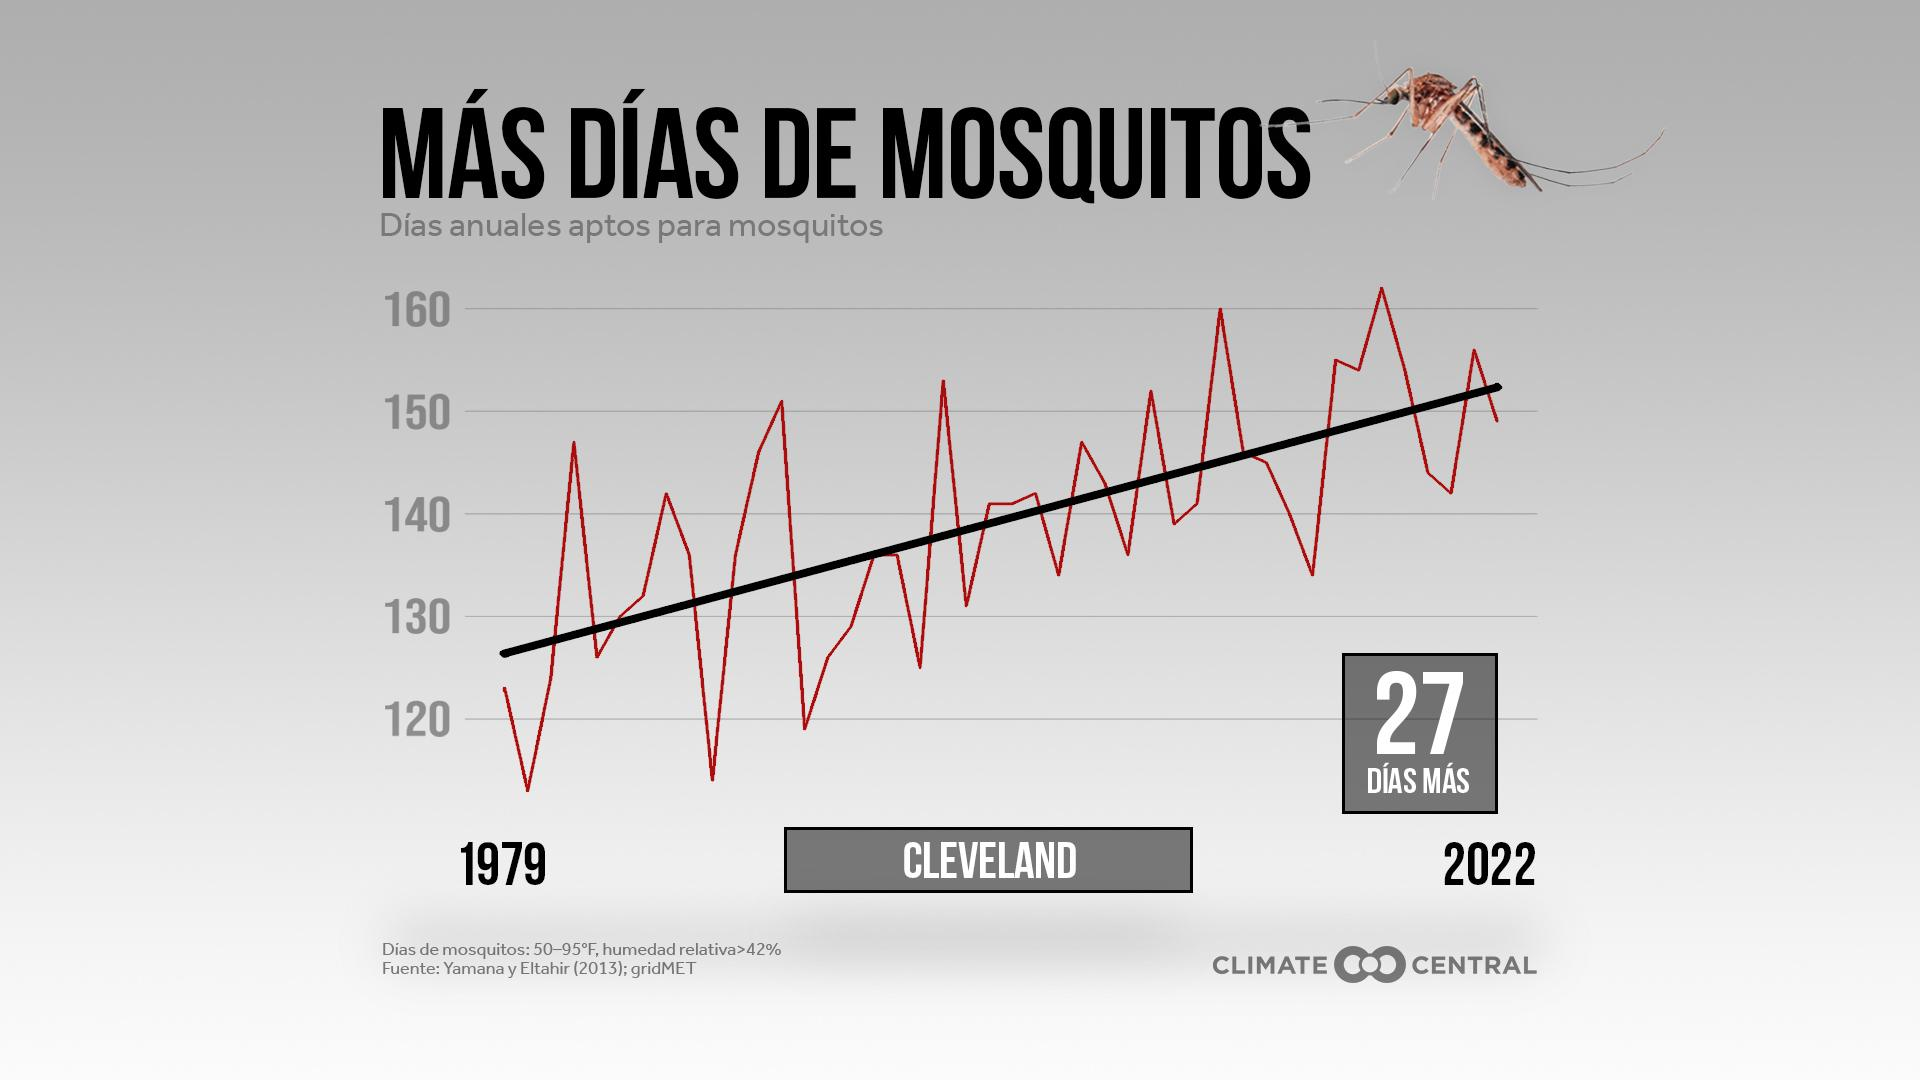 MÁS DÍAS DE MOSQUITOS
Días anuales aptos para mosquitos
160
150
140
130
120
27
DÍAS MÁS
1979
CLEVELAND
2022
Días de mosquitos: 50–95°F, humedad relativa>42%
Fuente: Yamana y Eltahir (2013); gridMET
CLIMATE CENTRAL